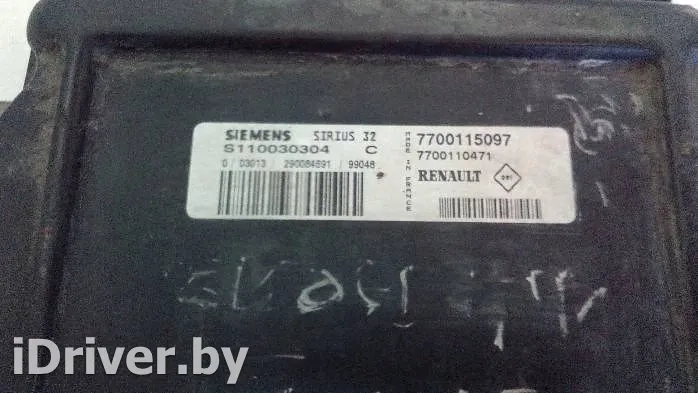 SIEMENS SIRIUS 32
S110030304 C
0 / 03013 / 290084691 / 99048
MADE IN FRANCE
7700115097
7700110471
RENAULT
iDriver.by